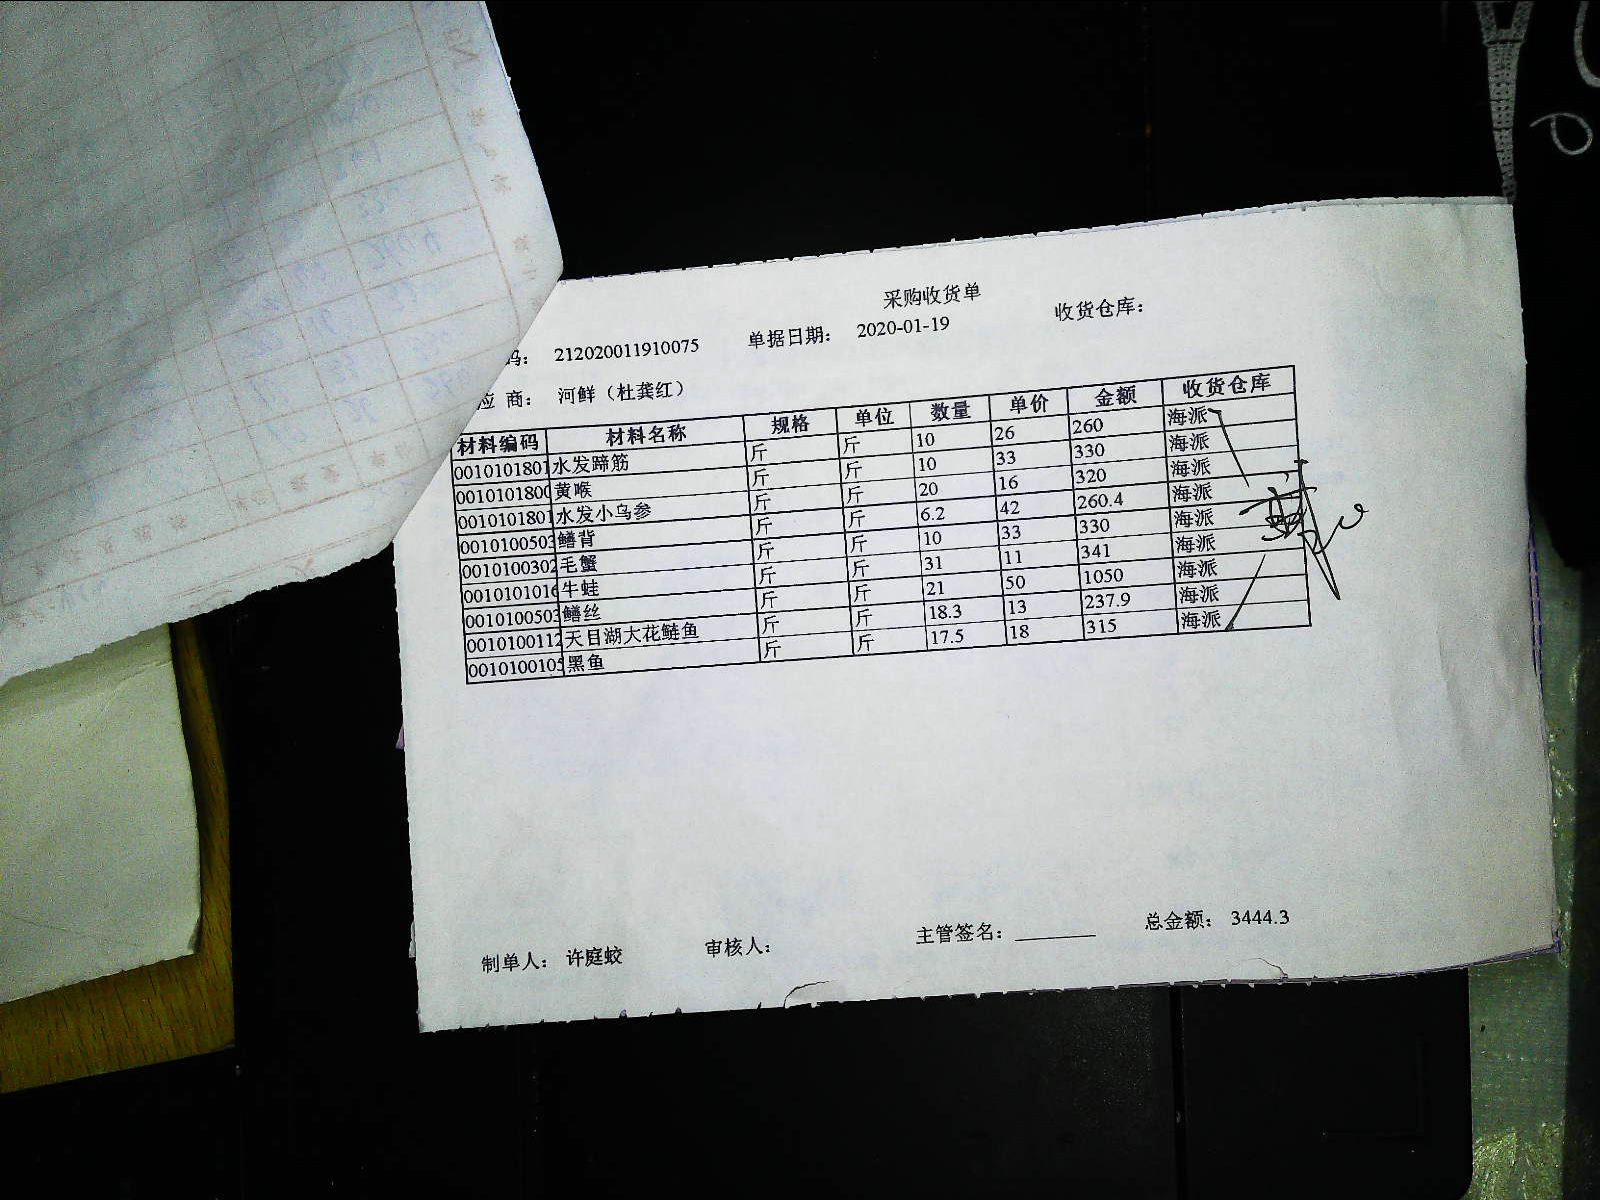 采购收货单
码： 212020011910075 单据日期： 2020-01-19 收货仓库：
应 商： 河鲜（杜龚红）
材料编码 材料名称 规格 单位 数量 单价 金额 收货仓库
0010101801 水发蹄筋 斤 斤 10 26 260 海派
0010101800 黄喉 斤 斤 10 33 330 海派
0010101801 水发小乌参 斤 斤 20 16 320 海派
0010100503 鳝背 斤 斤 6.2 42 260.4 海派
0010100302 毛蟹 斤 斤 10 33 330 海派
0010101016 牛蛙 斤 斤 31 11 341 海派
0010100503 鳝丝 斤 斤 21 50 1050 海派
0010100112 天目湖大花鲢鱼 斤 斤 18.3 13 237.9 海派
0010100105 黑鱼 斤 斤 17.5 18 315 海派
制单人： 许庭蛟 审核人： 主管签名： 总金额： 3444.3